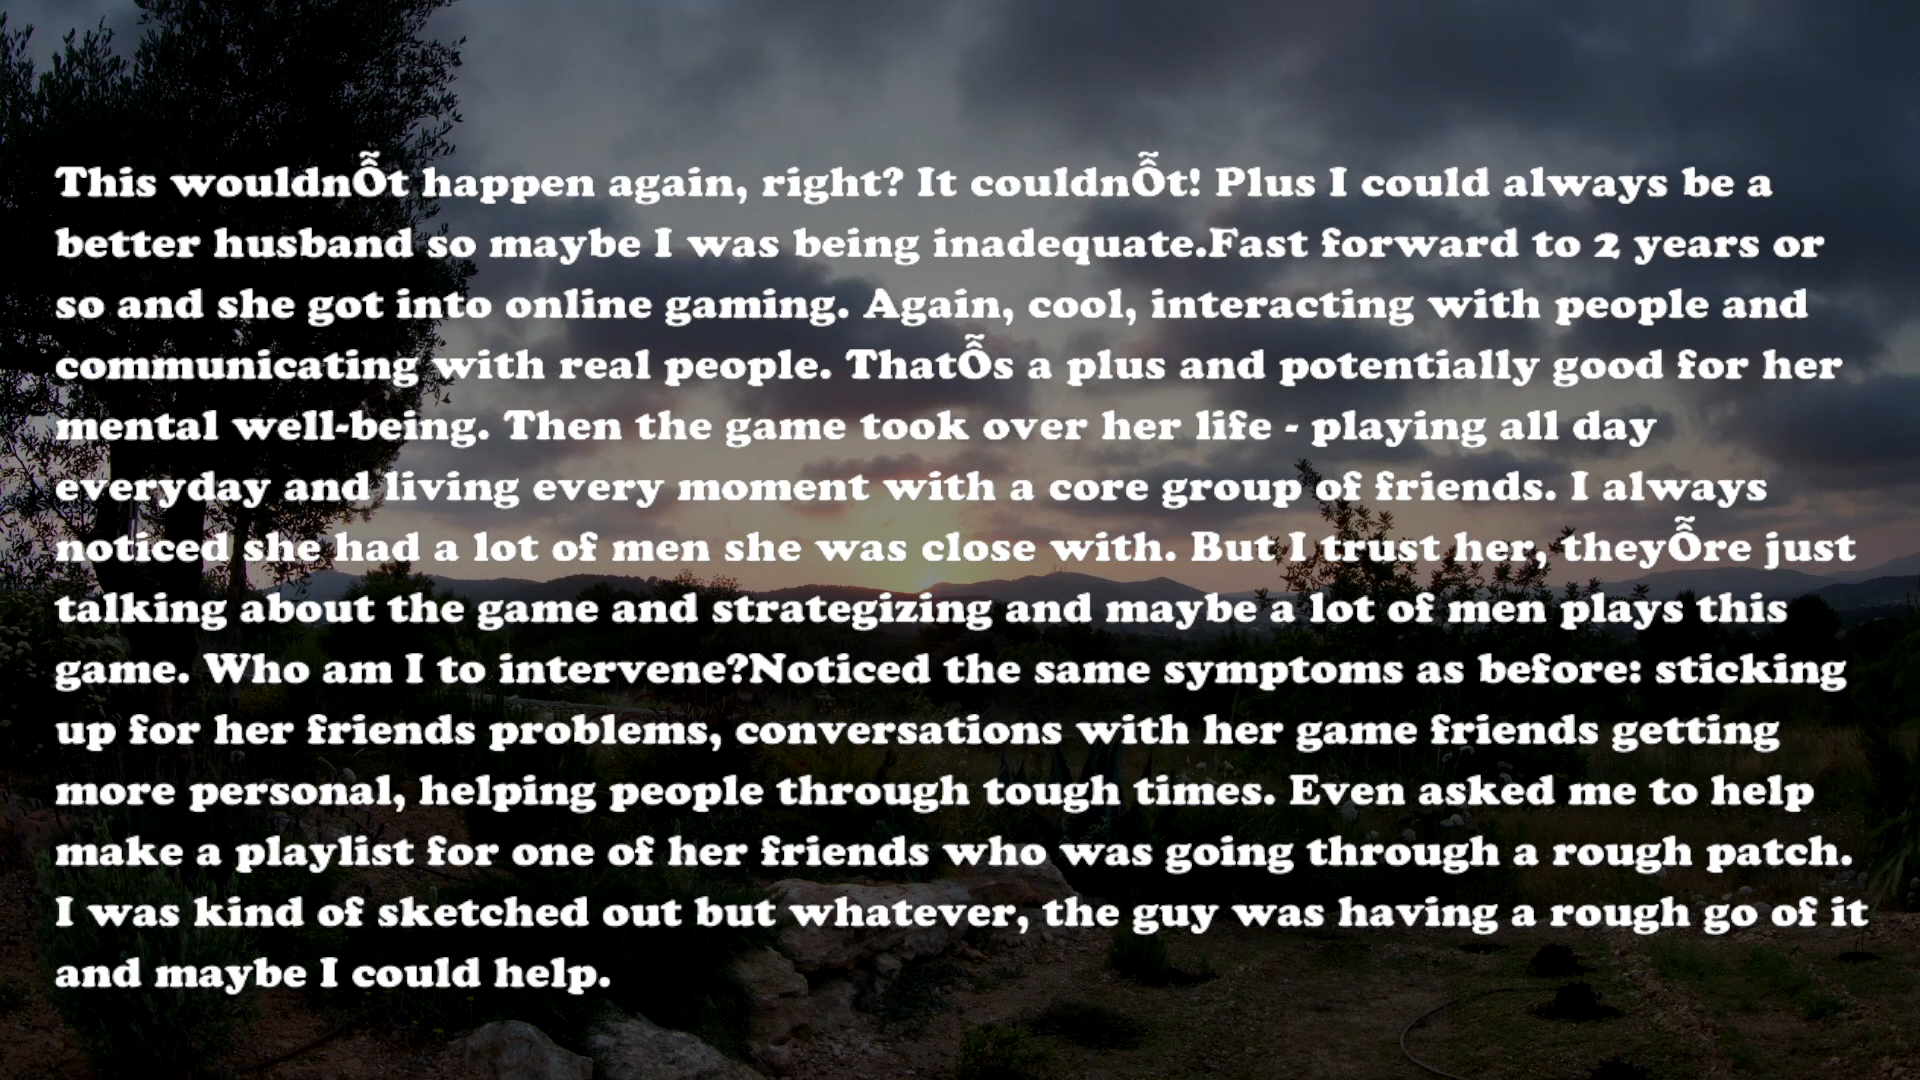 This wouldnỖt happen again, right? It couldnỖt! Plus I could always be a
better husband so maybe I was being inadequate.Fast forward to 2 years or
so and she got into online gaming. Again, cool, interacting with people and
communicating with real people. ThatỖs a plus and potentially good for her
mental well-being. Then the game took over her life - playing all day
everyday and living every moment with a core group of friends. I always
noticed she had a lot of men she was close with. But I trust her, theyỖre just
talking about the game and strategizing and maybe a lot of men plays this
game. Who am I to intervene?Noticed the same symptoms as before: sticking
up for her friends problems, conversations with her game friends getting
more personal, helping people through tough times. Even asked me to help
make a playlist for one of her friends who was going through a rough patch.
I was kind of sketched out but whatever, the guy was having a rough go of it
and maybe I could help.